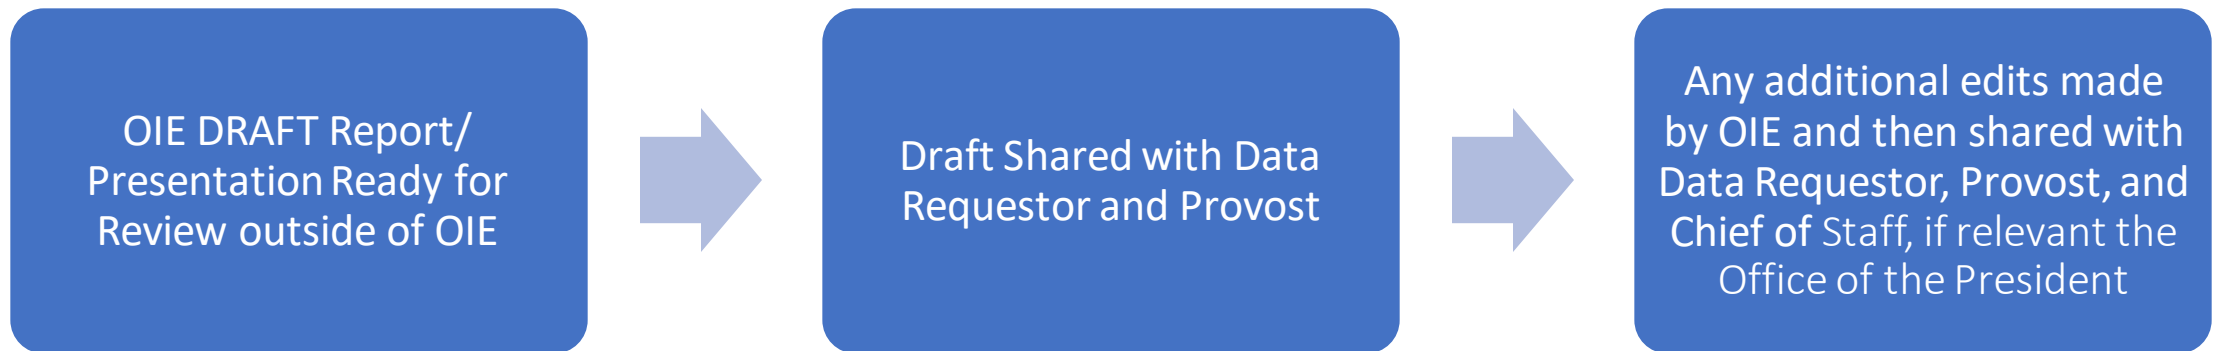 OIE DRAFT Report/
Presentation Ready for
Review outside of OIE
Draft Shared with Data
Requestor and Provost
Any additional edits made
by OIE and then shared with
Data Requestor, Provost, and
Chief of Staff, if relevant the
Office of the President